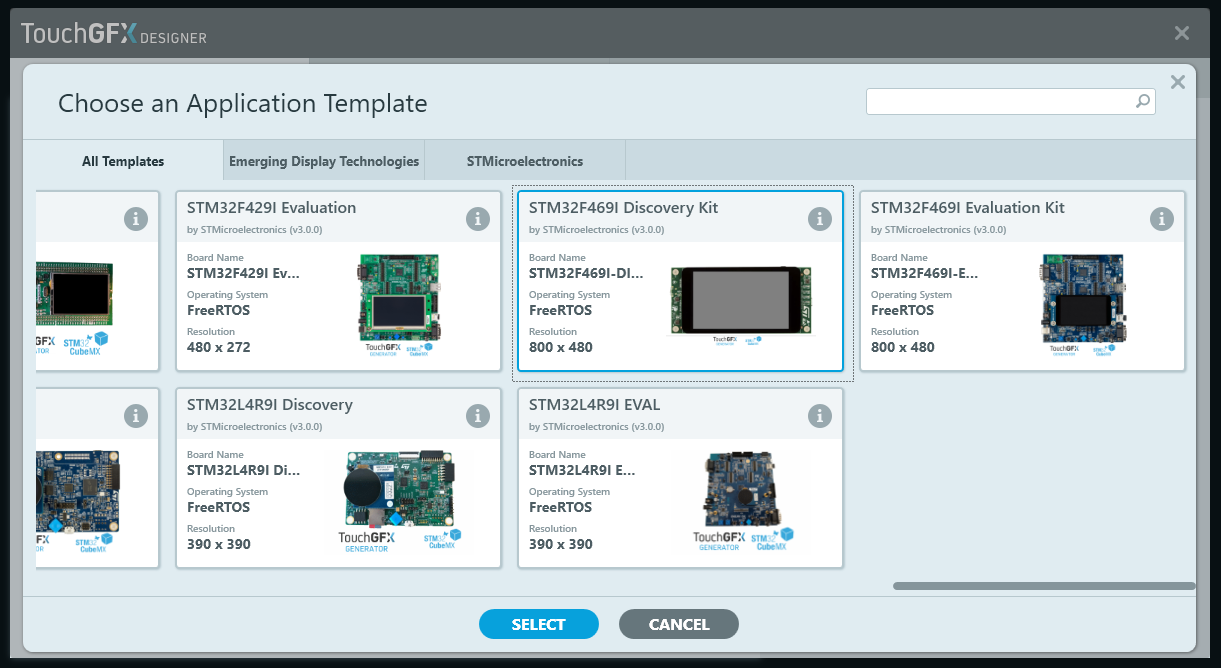 TouchGFX DESIGNER
Choose an Application Template
All Templates
Emerging Display Technologies
STMicroelectronics
STM32F429I Evaluation
by STMicroelectronics (v3.0.0)
Board Name
STM32F429I Ev...
Operating System
FreeRTOS
Resolution
480 x 272
TouchGFX
GENERATOR
STM32
CubeMX
STM32F469I Discovery Kit
by STMicroelectronics (v3.0.0)
Board Name
STM32F469I-DI...
Operating System
FreeRTOS
Resolution
800 x 480
TouchGFX
STM32F469I Evaluation Kit
by STMicroelectronics (v3.0.0)
Board Name
STM32F469I-E...
Operating System
FreeRTOS
Resolution
800 x 480
TouchGFX
GENERATOR
STM32
CubeMX
GFX
TOR
STM32
CubeMX
STM32L4R9I Discovery
by STMicroelectronics (v3.0.0)
Board Name
STM32L4R9I Di...
Operating System
FreeRTOS
Resolution
390 x 390
TouchGFX
GENERATOR
STM32
CubeMX
STM32L4R9I EVAL
by STMicroelectronics (v3.0.0)
Board Name
STM32L4R9I E...
Operating System
FreeRTOS
Resolution
390 x 390
TouchGFX
GENERATOR
STM32
CubeMX
SELECT
CANCEL